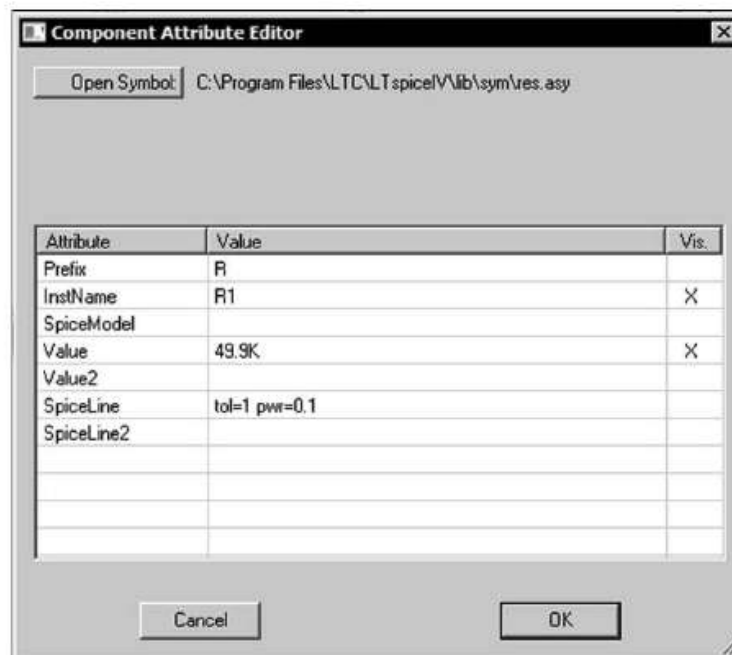 Component Attribute Editor
Open Symbol: C:\Program Files\LTC\LTspiceIV\lib\sym\res.asy
Attribute Value Vis.
Prefix R
InstName R1 X
SpiceModel
Value 49.9K X
Value2
SpiceLine tol=1 pwr=0.1
SpiceLine2
Cancel OK